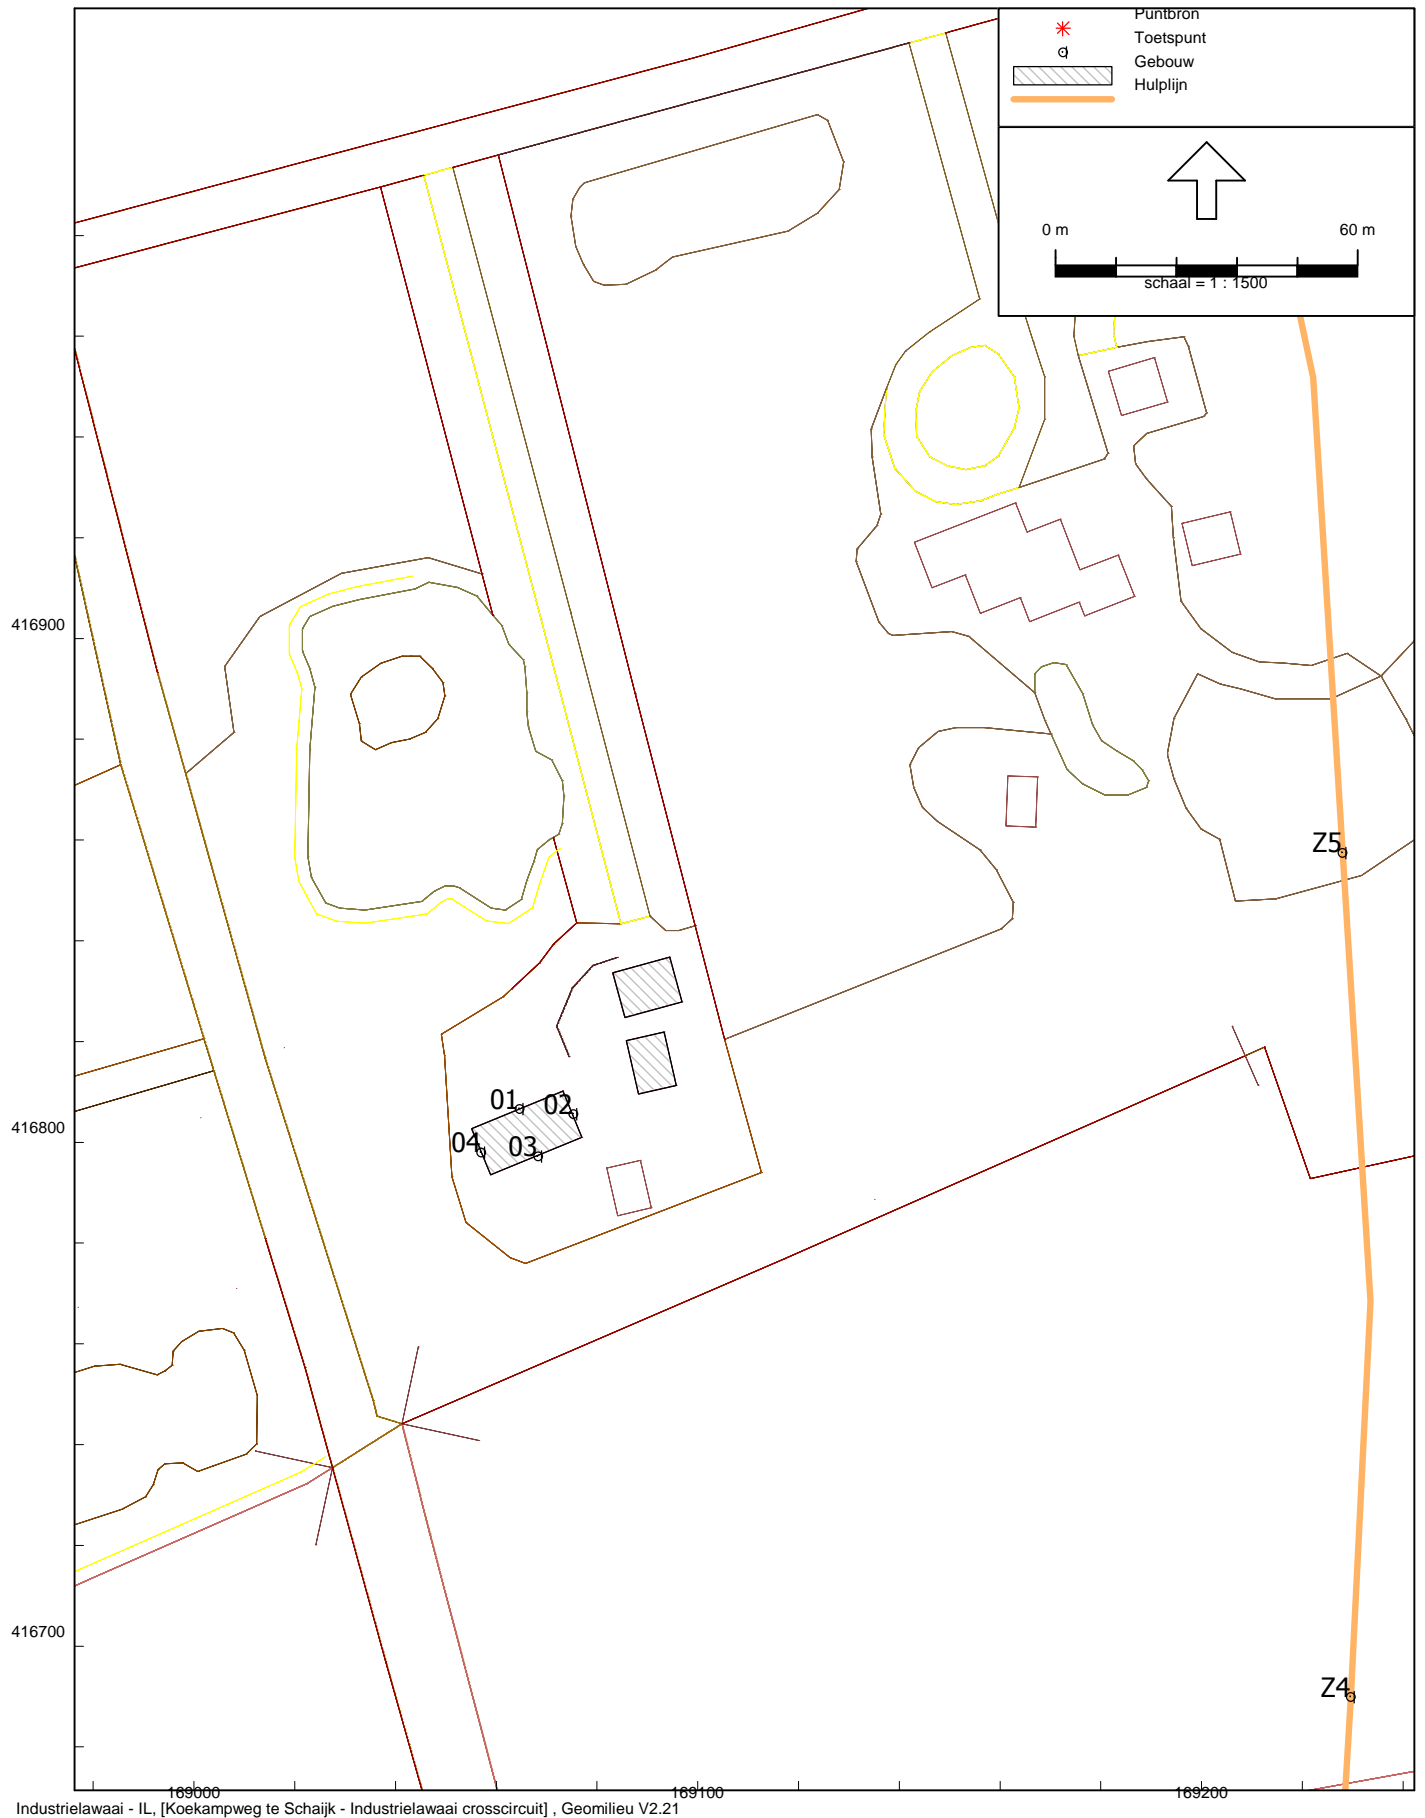 Puntbron
Toetspunt
Gebouw
Hulplijn
0 m
60 m
schaal = 1 : 1500
416900
Z5
01
02
416800
04
03
416700
Z4
169000
169100
169200
Industrielawaai - IL, [Koekampweg te Schaijk - Industrielawaai crosscircuit] , Geomilieu V2.21